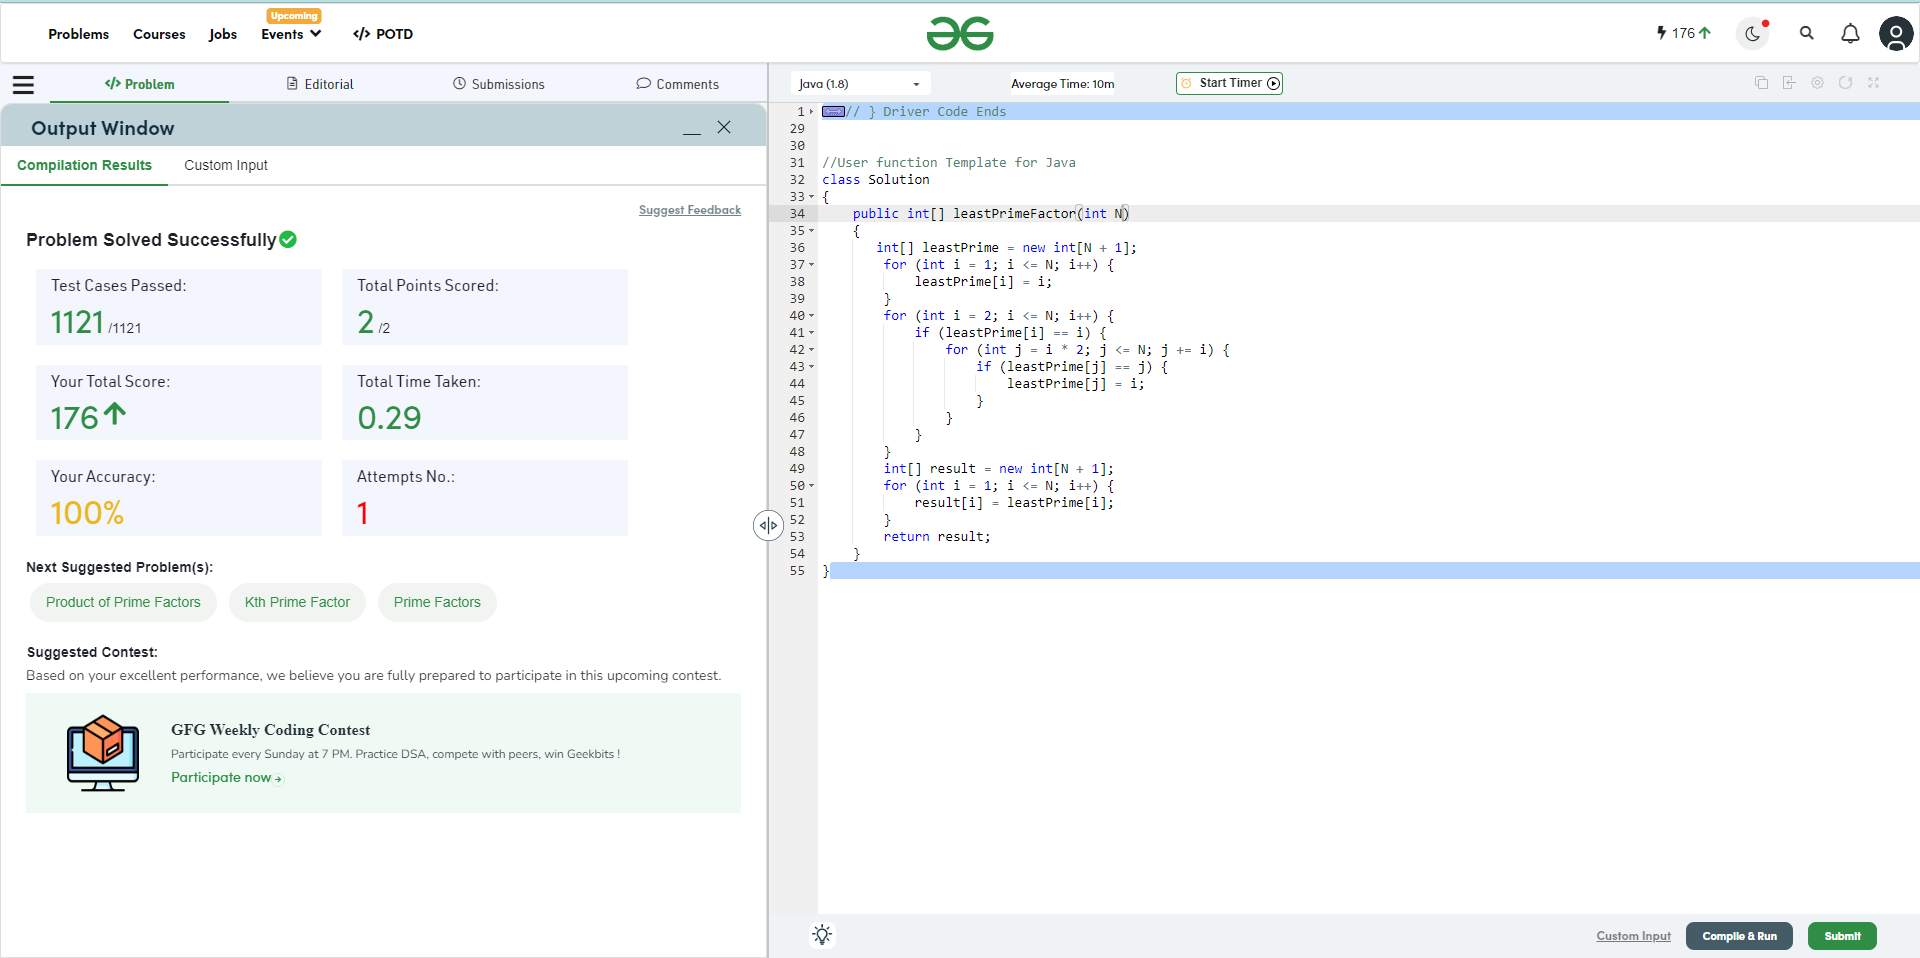 Problems Courses Jobs Upcoming Events </> POTD
176
</> Problem Editorial Submissions Comments
Output Window
Compilation Results Custom Input
Suggest Feedback
Problem Solved Successfully
Test Cases Passed:
1121 /1121
Total Points Scored:
2 /2
Your Total Score:
176
Total Time Taken:
0.29
Your Accuracy:
100%
Attempts No.:
1
Next Suggested Problem(s):
Product of Prime Factors Kth Prime Factor Prime Factors
Suggested Contest:
Based on your excellent performance, we believe you are fully prepared to participate in this upcoming contest.
GFG Weekly Coding Contest
Participate every Sunday at 7 PM. Practice DSA, compete with peers, win Geekbits !
Participate now
Java (1.8) Average Time: 10m Start Timer
1 // } Driver Code Ends
29
30
31 //User function Template for Java
32 class Solution
33 {
34 public int[] leastPrimeFactor(int N)
35 {
36 int[] leastPrime = new int[N + 1];
37 for (int i = 1; i <= N; i++) {
38 leastPrime[i] = i;
39 }
40 for (int i = 2; i <= N; i++) {
41 if (leastPrime[i] == i) {
42 for (int j = i * 2; j <= N; j += i) {
43 if (leastPrime[j] == j) {
44 leastPrime[j] = i;
45 }
46 }
47 }
48 }
49 int[] result = new int[N + 1];
50 for (int i = 1; i <= N; i++) {
51 result[i] = leastPrime[i];
52 }
53 return result;
54 }
55 }
Custom Input Compile & Run Submit